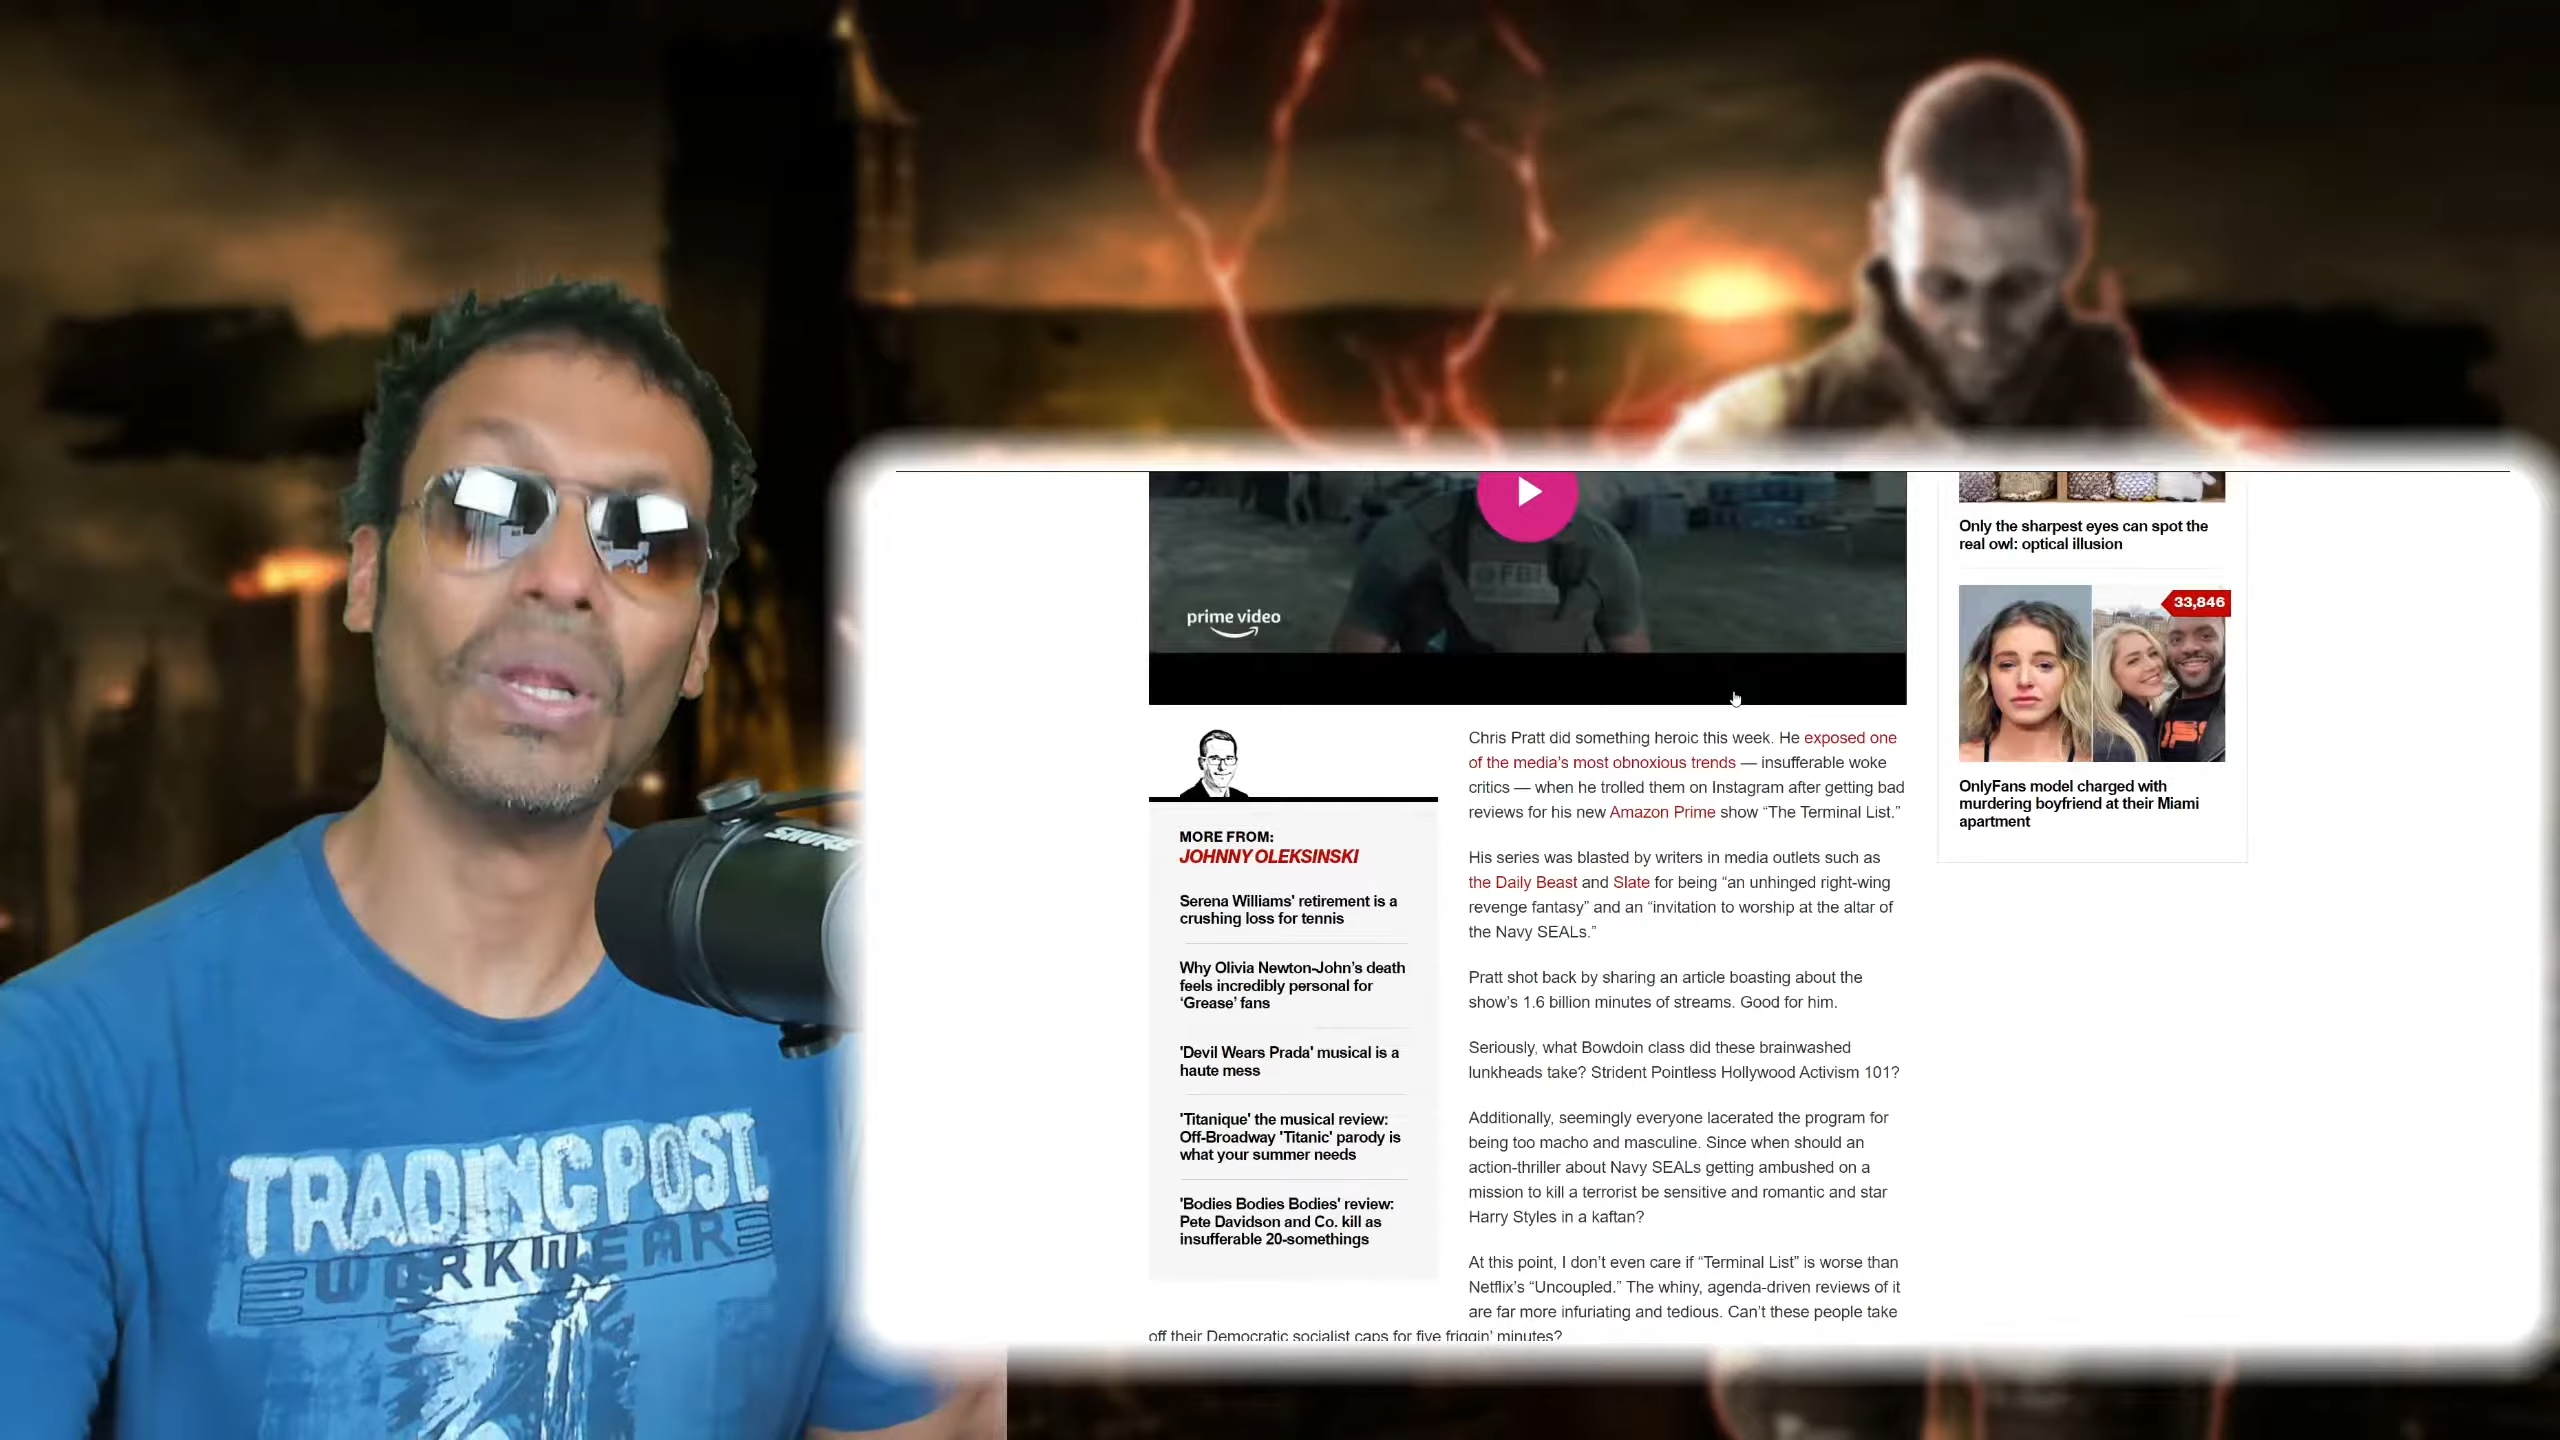 SHURE
TRADING POST
WORKWEAR
FBI
prime video
Only the sharpest eyes can spot the
real owl: optical illusion
33,846
OnlyFans model charged with
murdering boyfriend at their Miami
apartment
MORE FROM:
JOHNNY OLEKSINSKI
Serena Williams' retirement is a
crushing loss for tennis
Why Olivia Newton-John’s death
feels incredibly personal for
‘Grease’ fans
'Devil Wears Prada' musical is a
haute mess
'Titanique' the musical review:
Off-Broadway 'Titanic' parody is
what your summer needs
'Bodies Bodies Bodies' review:
Pete Davidson and Co. kill as
insufferable 20-somethings
Chris Pratt did something heroic this week. He exposed one
of the media’s most obnoxious trends — insufferable woke
critics — when he trolled them on Instagram after getting bad
reviews for his new Amazon Prime show “The Terminal List.”
His series was blasted by writers in media outlets such as
the Daily Beast and Slate for being “an unhinged right-wing
revenge fantasy” and an “invitation to worship at the altar of
the Navy SEALs.”
Pratt shot back by sharing an article boasting about the
show’s 1.6 billion minutes of streams. Good for him.
Seriously, what Bowdoin class did these brainwashed
lunkheads take? Strident Pointless Hollywood Activism 101?
Additionally, seemingly everyone lacerated the program for
being too macho and masculine. Since when should an
action-thriller about Navy SEALs getting ambushed on a
mission to kill a terrorist be sensitive and romantic and star
Harry Styles in a kaftan?
At this point, I don’t even care if “Terminal List” is worse than
Netflix’s “Uncoupled.” The whiny, agenda-driven reviews of it
are far more infuriating and tedious. Can’t these people take
off their Democratic socialist caps for five friggin’ minutes?